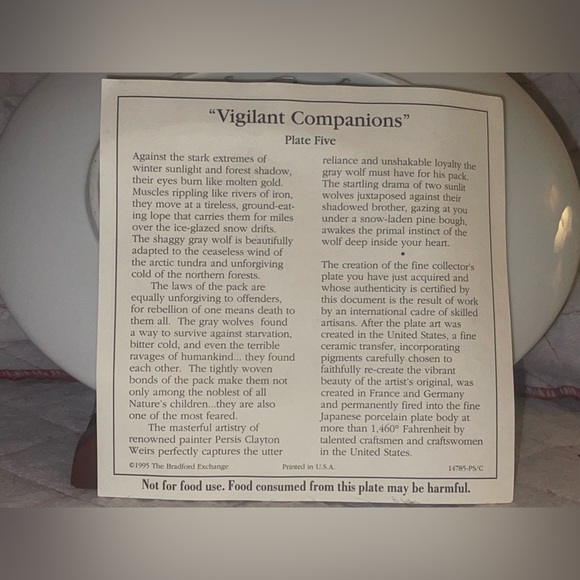 “Vigilant Companions”
Plate Five
Against the stark extremes of
winter sunlight and forest shadow,
their eyes burn like molten gold.
Muscles rippling like rivers of iron,
they move at a tireless, ground-eat-
ing lope that carries them for miles
over the ice-glazed snow drifts.
The shaggy gray wolf is beautifully
adapted to the ceaseless wind of
the arctic tundra and unforgiving
cold of the northern forests.
The laws of the pack are
equally unforgiving to offenders,
for rebellion of one means death to
them all. The gray wolves found
a way to survive against starvation,
bitter cold, and even the terrible
ravages of humankind... they found
each other. The tightly woven
bonds of the pack make them not
only among the noblest of all
Nature's children...they are also
one of the most feared.
The masterful artistry of
renowned painter Persis Clayton
Weirs perfectly captures the utter
reliance and unshakable loyalty the
gray wolf must have for his pack.
The startling drama of two sunlit
wolves juxtaposed against their
shadowed brother, gazing at you
under a snow-laden pine bough,
awakes the primal instinct of the
wolf deep inside your heart.
•
The creation of the fine collector's
plate you have just acquired and
whose authenticity is certified by
this document is the result of work
by an international cadre of skilled
artisans. After the plate art was
created in the United States, a fine
ceramic transfer, incorporating
pigments carefully chosen to
faithfully re-create the vibrant
beauty of the artist's original, was
created in France and Germany
and permanently fired into the fine
Japanese porcelain plate body at
more than 1,460° Fahrenheit by
talented craftsmen and craftswomen
in the United States.
©1995 The Bradford Exchange Printed in U.S.A. 14785-PS/C
Not for food use. Food consumed from this plate may be harmful.